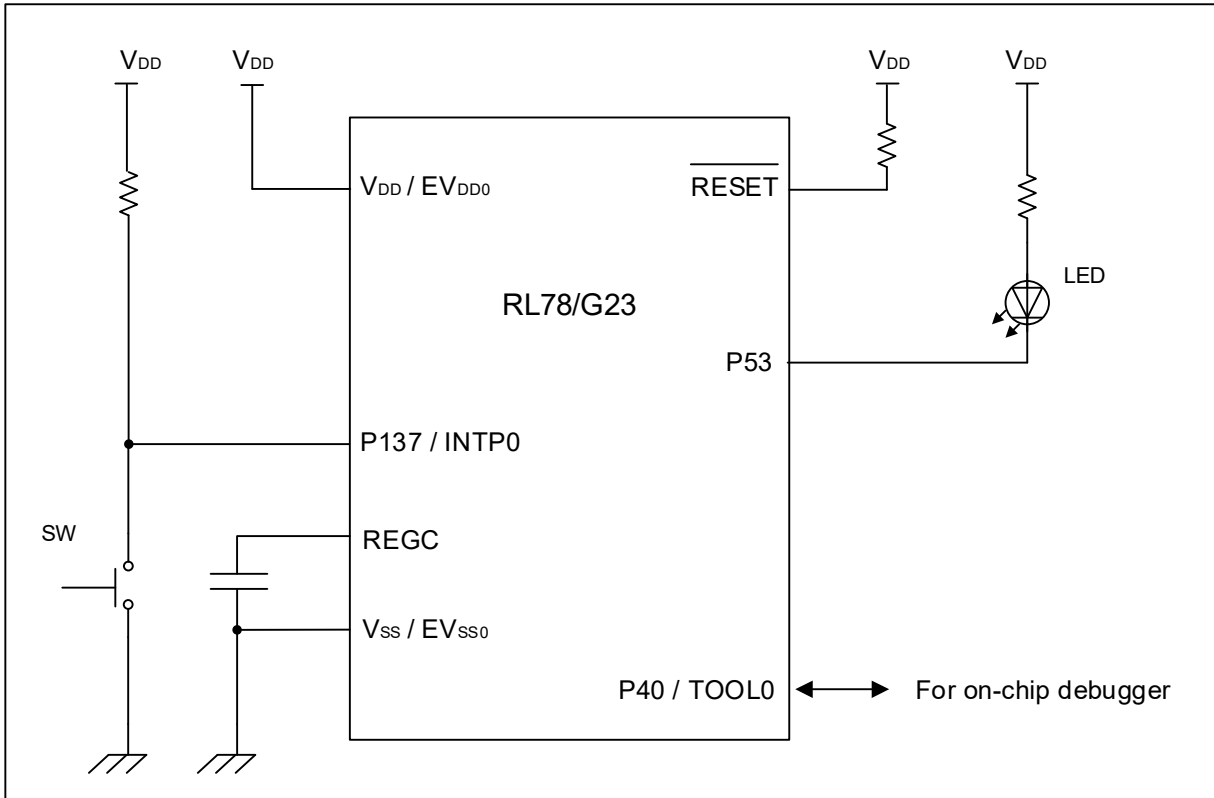 VDD
VDD
VDD
VDD
VDD / EVDD0
RESET
LED
RL78/G23
P53
P137 / INTP0
SW
REGC
VSS / EVSS0
P40 / TOOL0
For on-chip debugger